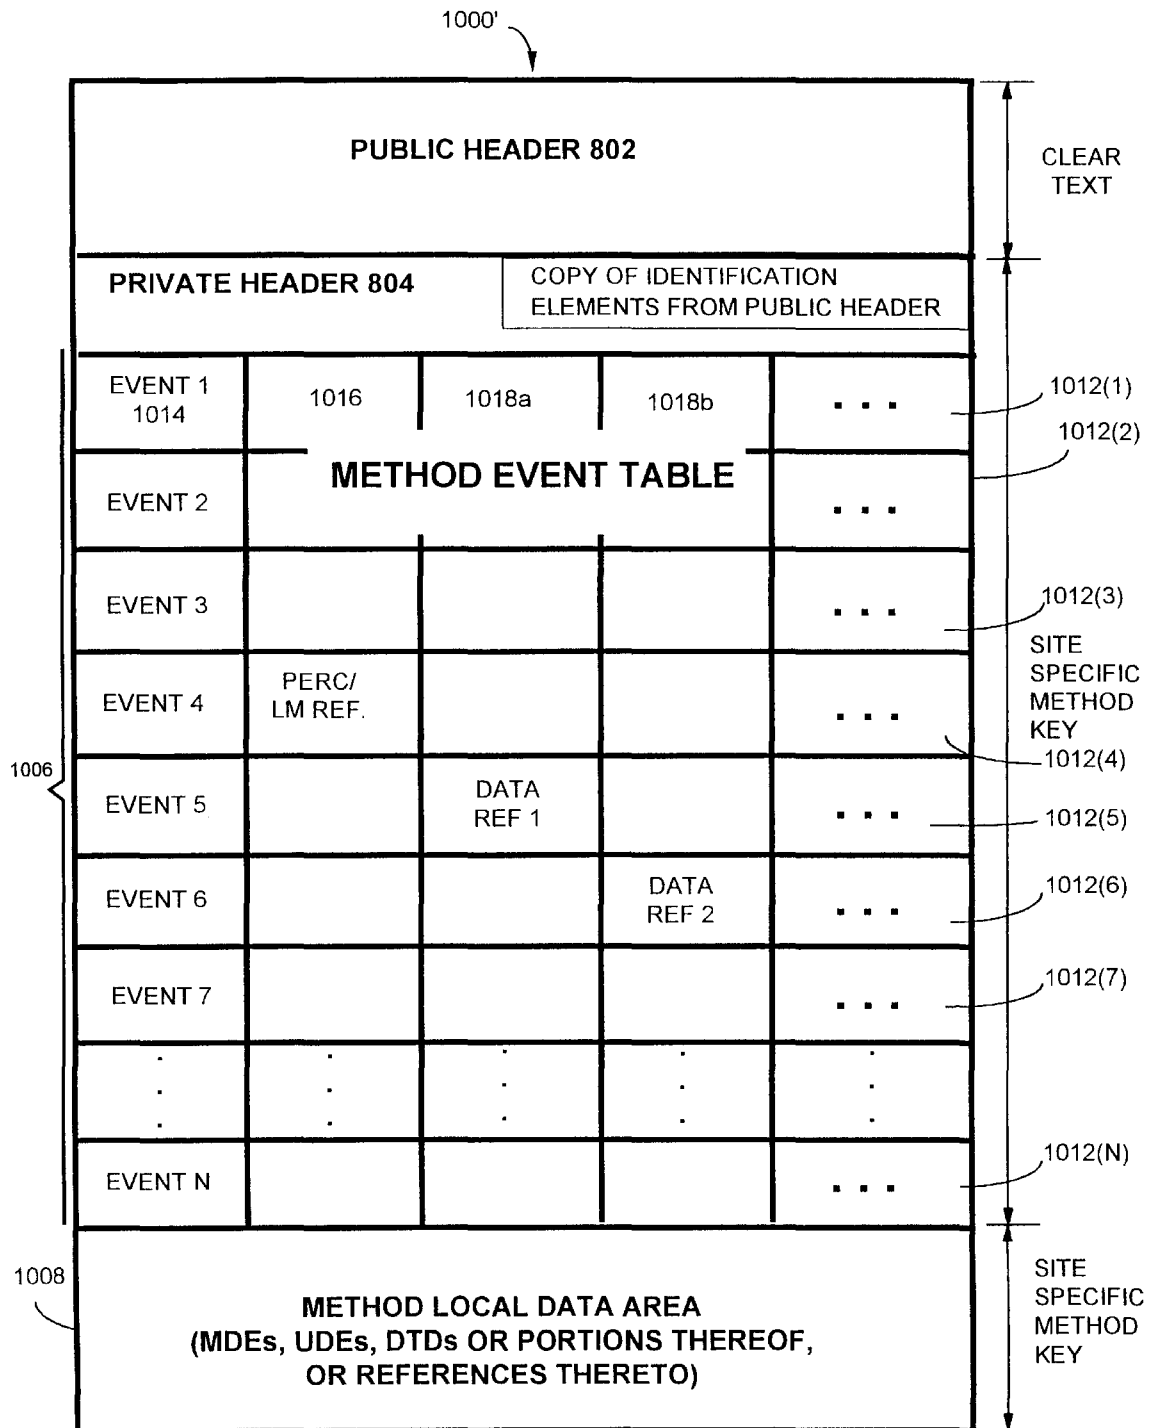 1000'
PUBLIC HEADER 802
CLEAR
TEXT
PRIVATE HEADER 804
COPY OF IDENTIFICATION
ELEMENTS FROM PUBLIC HEADER
EVENT 1
1014
1016
1018a
1018b
. . .
1012(1)
1012(2)
METHOD EVENT TABLE
EVENT 2
. . .
EVENT 3
. . .
1012(3)
SITE
SPECIFIC
METHOD
KEY
EVENT 4
PERC/
LM REF.
. . .
1012(4)
1006
EVENT 5
DATA
REF 1
. . .
1012(5)
EVENT 6
DATA
REF 2
. . .
1012(6)
EVENT 7
. . .
1012(7)
EVENT N
. . .
1012(N)
1008
METHOD LOCAL DATA AREA
(MDEs, UDEs, DTDs OR PORTIONS THEREOF,
OR REFERENCES THERETO)
SITE
SPECIFIC
METHOD
KEY